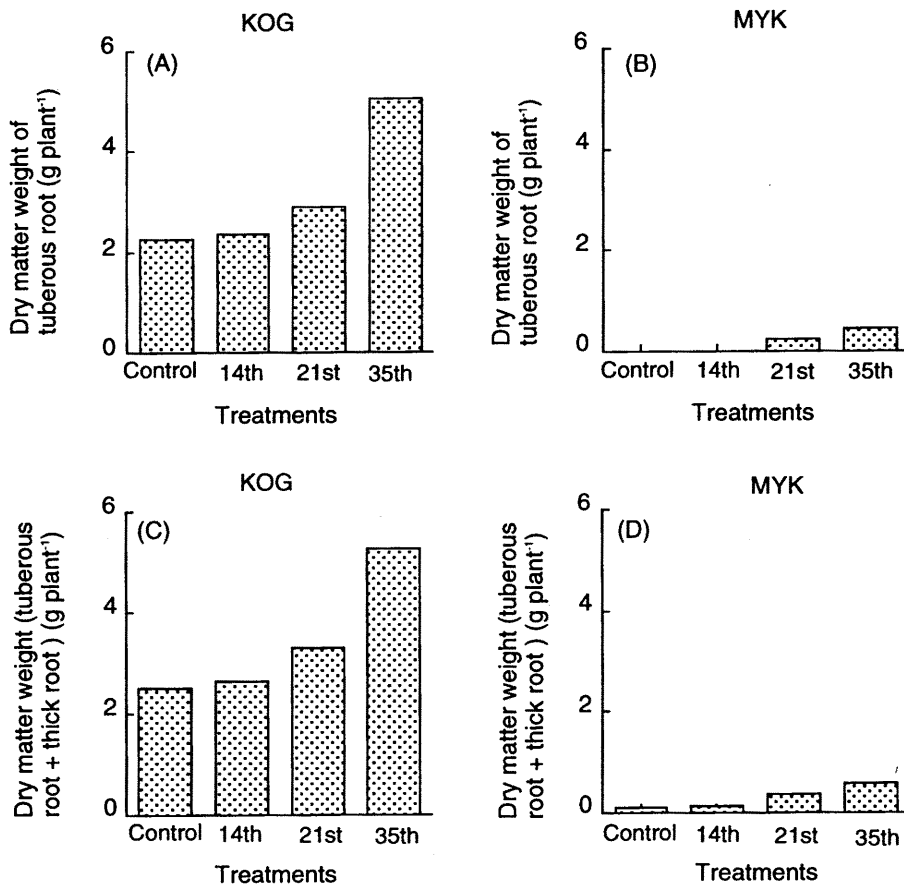 KOG
(A)
Dry matter weight of
tuberous root (g plant⁻¹)
6
4
2
0
Control 14th 21st 35th
Treatments
MYK
(B)
Dry matter weight of
tuberous root (g plant⁻¹)
6
4
2
0
Control 14th 21st 35th
Treatments
KOG
(C)
Dry matter weight (tuberous
root + thick root ) (g plant⁻¹)
6
4
2
0
Control 14th 21st 35th
Treatments
MYK
(D)
Dry matter weight (tuberous
root + thick root ) (g plant⁻¹)
6
4
2
0
Control 14th 21st 35th
Treatments